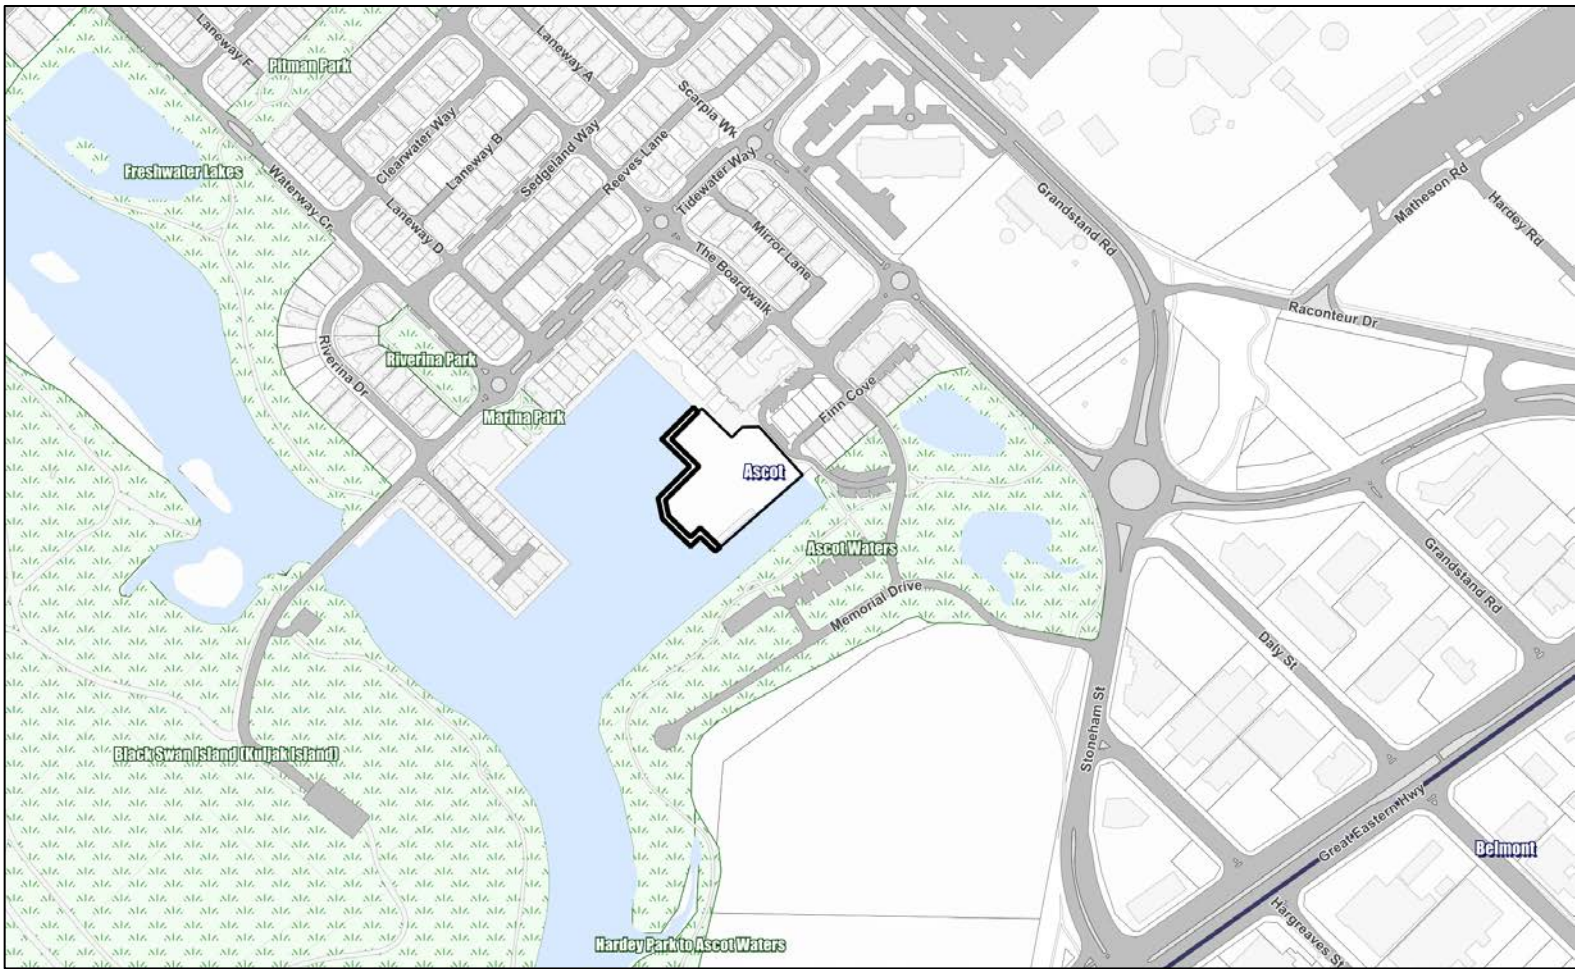 Laneway F
Laneway A
Pitman Park
Scarpia Wk
Clearwater Way
Laneway B
Sedgeland Way
Reeves Lane
Tidewater Way
Freshwater Lakes
Waterway Cr
Laneway D
Grandstand Rd
Matheson Rd
Hardey Rd
Mirror Lane
The Boardwalk
Raconteur Dr
Riverina Dr
Riverina Park
Marina Park
Finn Cove
Ascot
Ascot Waters
Memorial Drive
Grandstand Rd
Daly St
Stoneham St
Black Swan Island (Kuljak Island)
Great Eastern Hwy
Belmont
Hargreaves St
Hardey Park to Ascot Waters